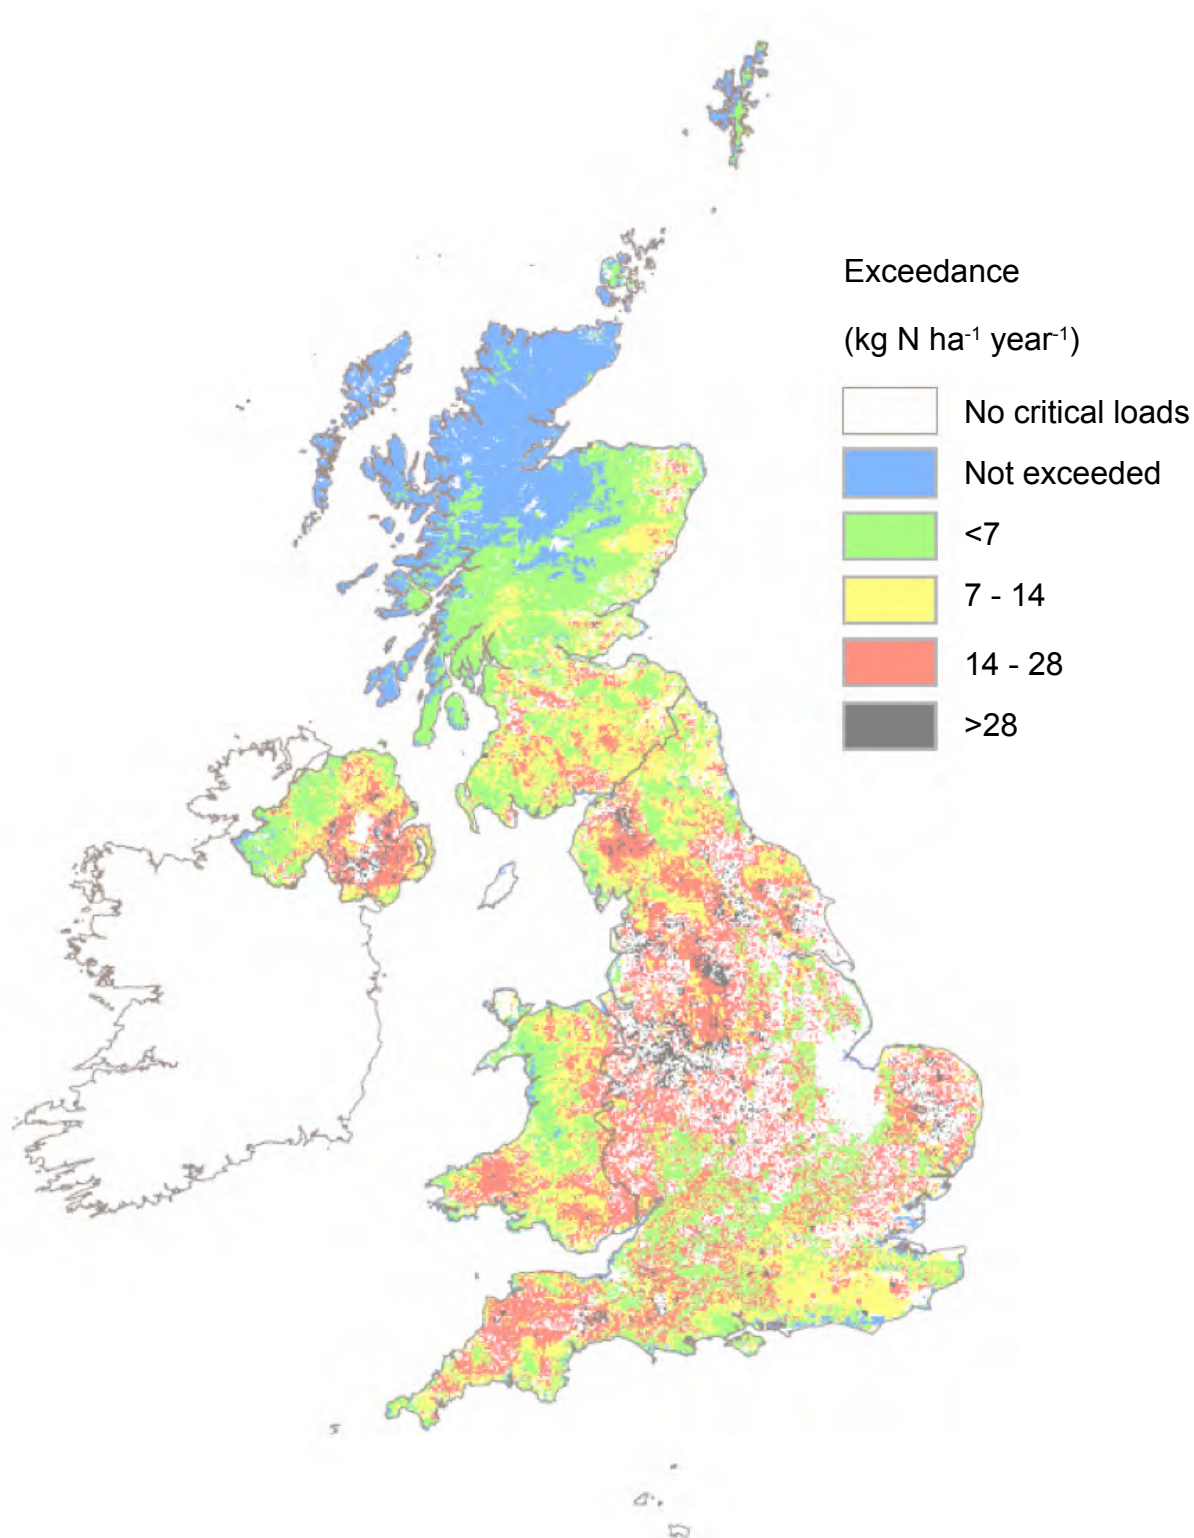 Exceedance
(kg N ha⁻¹ year⁻¹)
No critical loads
Not exceeded
<7
7 - 14
14 - 28
>28